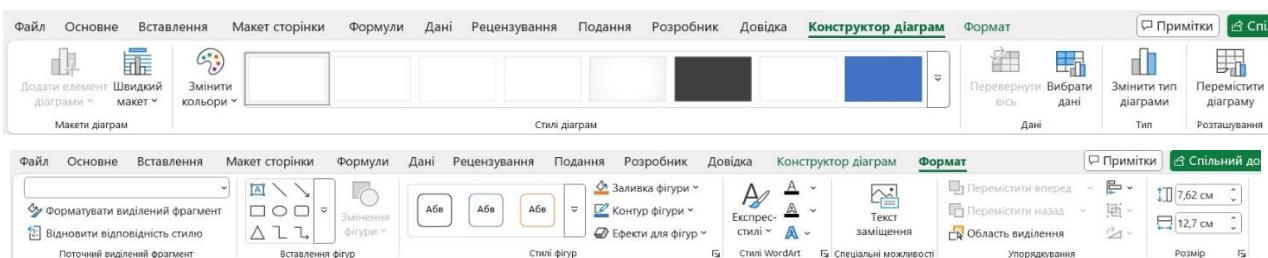 Файл Основне Вставлення Макет сторінки Формули Дані Рецензування Подання Розробник Довідка Конструктор діаграм Формат Примітки Спі
Додати елемент діаграми
Швидкий макет
Змінити кольори
Перевернути вісь
Вибрати дані
Змінити тип діаграми
Перемістити діаграму
Макети діаграм Стилі діаграм Дані Тип Розташування
Файл Основне Вставлення Макет сторінки Формули Дані Рецензування Подання Розробник Довідка Конструктор діаграм Формат Примітки Спільний до
Форматувати виділений фрагмент
Відновити відповідність стилю
Змінення фігури
Абв Абв Абв
Заливка фігури
Контур фігури
Ефекти для фігур
Експрес-стилі
Текст заміщення
Перемістити вперед
Перемістити назад
Область виділення
7,62 см
12,7 см
Поточний виділений фрагмент Вставлення фігур Стилі фігур Стилі WordArt Спеціальні можливості Упорядкування Розмір